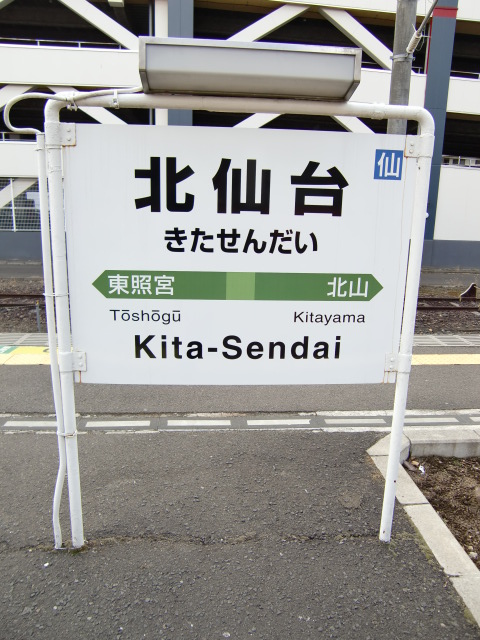 仙
北仙台
きたせんだい
東照宮 北山
Tōshōgū Kitayama
Kita-Sendai